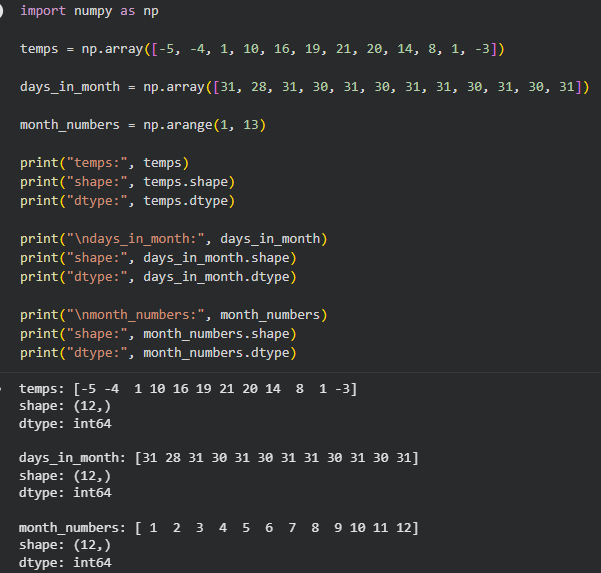 import numpy as np
temps = np.array([-5, -4, 1, 10, 16, 19, 21, 20, 14, 8, 1, -3])
days_in_month = np.array([31, 28, 31, 30, 31, 30, 31, 31, 30, 31, 30, 31])
month_numbers = np.arange(1, 13)
print("temps:", temps)
print("shape:", temps.shape)
print("dtype:", temps.dtype)
print("\ndays_in_month:", days_in_month)
print("shape:", days_in_month.shape)
print("dtype:", days_in_month.dtype)
print("\nmonth_numbers:", month_numbers)
print("shape:", month_numbers.shape)
print("dtype:", month_numbers.dtype)
temps: [-5 -4  1 10 16 19 21 20 14  8  1 -3]
shape: (12,)
dtype: int64
days_in_month: [31 28 31 30 31 30 31 31 30 31 30 31]
shape: (12,)
dtype: int64
month_numbers: [ 1  2  3  4  5  6  7  8  9 10 11 12]
shape: (12,)
dtype: int64